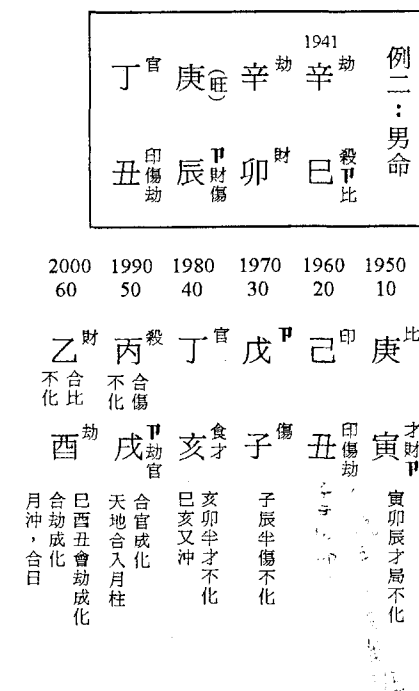 例二：男命
1941
辛劫
巳殺卩比
辛劫
卯財
庚(旺)
辰卩財傷
丁官
丑印傷劫
1950
10
庚比
寅才財卩
寅卯辰才局不化
1960
20
己印
丑印傷劫
1970
30
戊卩
子傷
子辰半傷不化
1980
40
丁官
亥食才
亥卯半才不化
巳亥又沖
1990
50
丙殺
合傷
不化
戌卩劫官
合官成化
天地合入月柱
2000
60
乙財
合比
不化
酉劫
巳酉丑會劫成化
合劫成化
月沖，合日